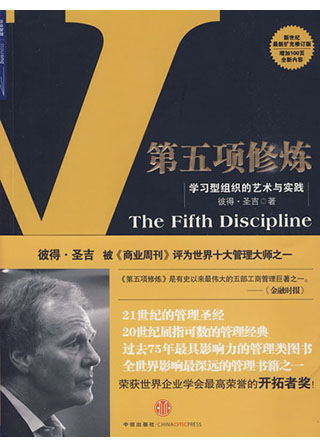 新世纪
最新扩充修订版
增加100页
全新内容
第五项修炼
学习型组织的艺术与实践
彼得·圣吉◎著
The Fifth Discipline
彼得·圣吉 被《商业周刊》评为世界十大管理大师之一
《第五项修炼》是有史以来最伟大的五部工商管理巨著之一。
——《金融时报》
21世纪的管理圣经
20世纪屈指可数的管理经典
过去75年最具影响力的管理类图书
全世界影响最深远的管理书籍之一
荣获世界企业学会最高荣誉的开拓者奖!
中信出版社·CHINACITICPRESS